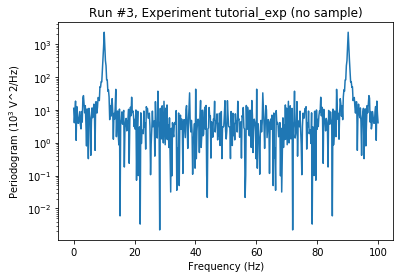 Run #3, Experiment tutorial_exp (no sample)
Periodogram (10³ V^2/Hz)
10³
10²
10¹
10⁰
10⁻¹
10⁻²
0 20 40 60 80 100
Frequency (Hz)